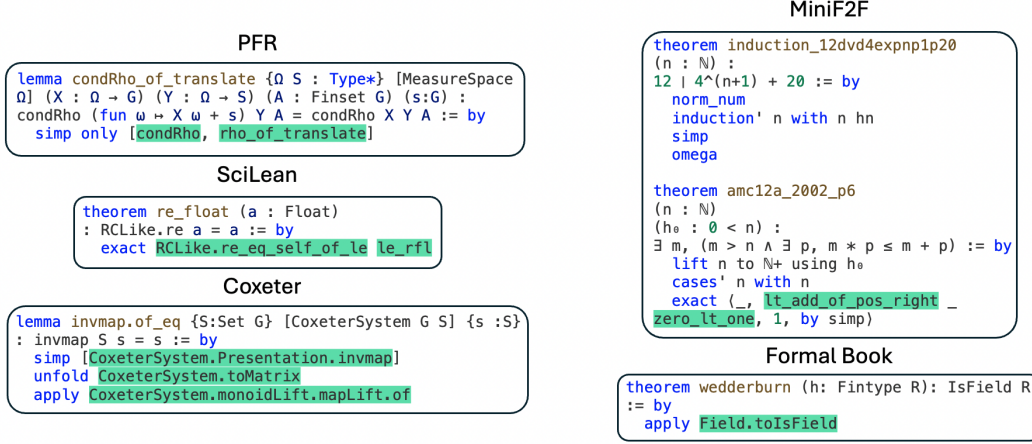 PFR
lemma condRho_of_translate {Ω S : Type*} [MeasureSpace
Ω] (X : Ω → G) (Y : Ω → S) (A : Finset G) (s:G) :
condRho (fun ω ↦ X ω + s) Y A = condRho X Y A := by
simp only [condRho, rho_of_translate]
SciLean
theorem re_float (a : Float)
: RCLike.re a = a := by
exact RCLike.re_eq_self_of_le le_rfl
Coxeter
lemma invmap.of_eq {S:Set G} [CoxeterSystem G S] {s :S}
: invmap S s = s := by
simp [CoxeterSystem.Presentation.invmap]
unfold CoxeterSystem.toMatrix
apply CoxeterSystem.monoidLift.mapLift.of
MiniF2F
theorem induction_12dvd4expnp1p20
(n : ℕ) :
12 ∣ 4^(n+1) + 20 := by
norm_num
induction' n with n hn
simp
omega
theorem amc12a_2002_p6
(n : ℕ)
(h₀ : 0 < n) :
∃ m, (m > n ∧ ∃ p, m * p ≤ m + p) := by
lift n to ℕ+ using h₀
cases' n with n
exact ⟨_, lt_add_of_pos_right _
zero_lt_one, 1, by simp⟩
Formal Book
theorem wedderburn (h: Fintype R): IsField R
:= by
apply Field.toIsField